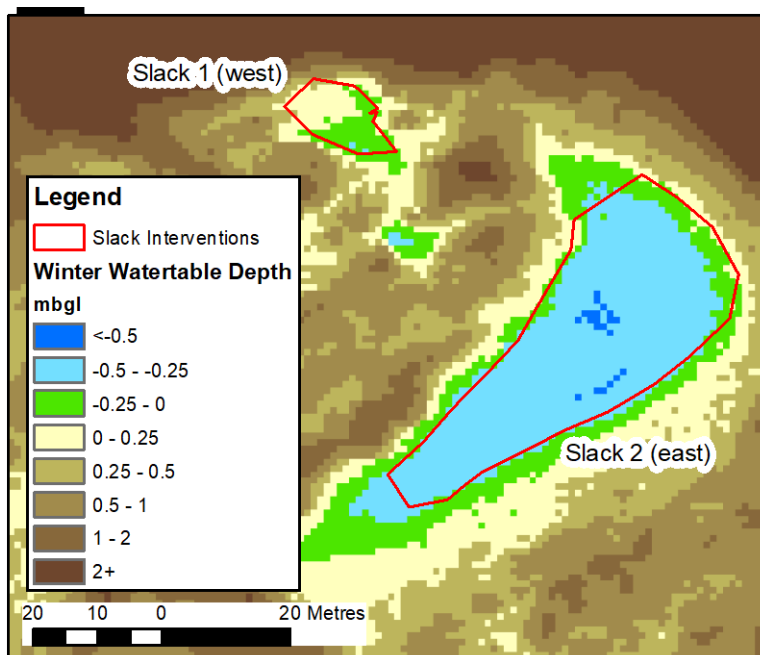 Slack 1 (west)
Legend
Slack Interventions
Winter Watertable Depth
mbgl
<-0.5
-0.5 - -0.25
-0.25 - 0
0 - 0.25
0.25 - 0.5
0.5 - 1
1 - 2
2+
Slack 2 (east)
20 10 0 20 Metres